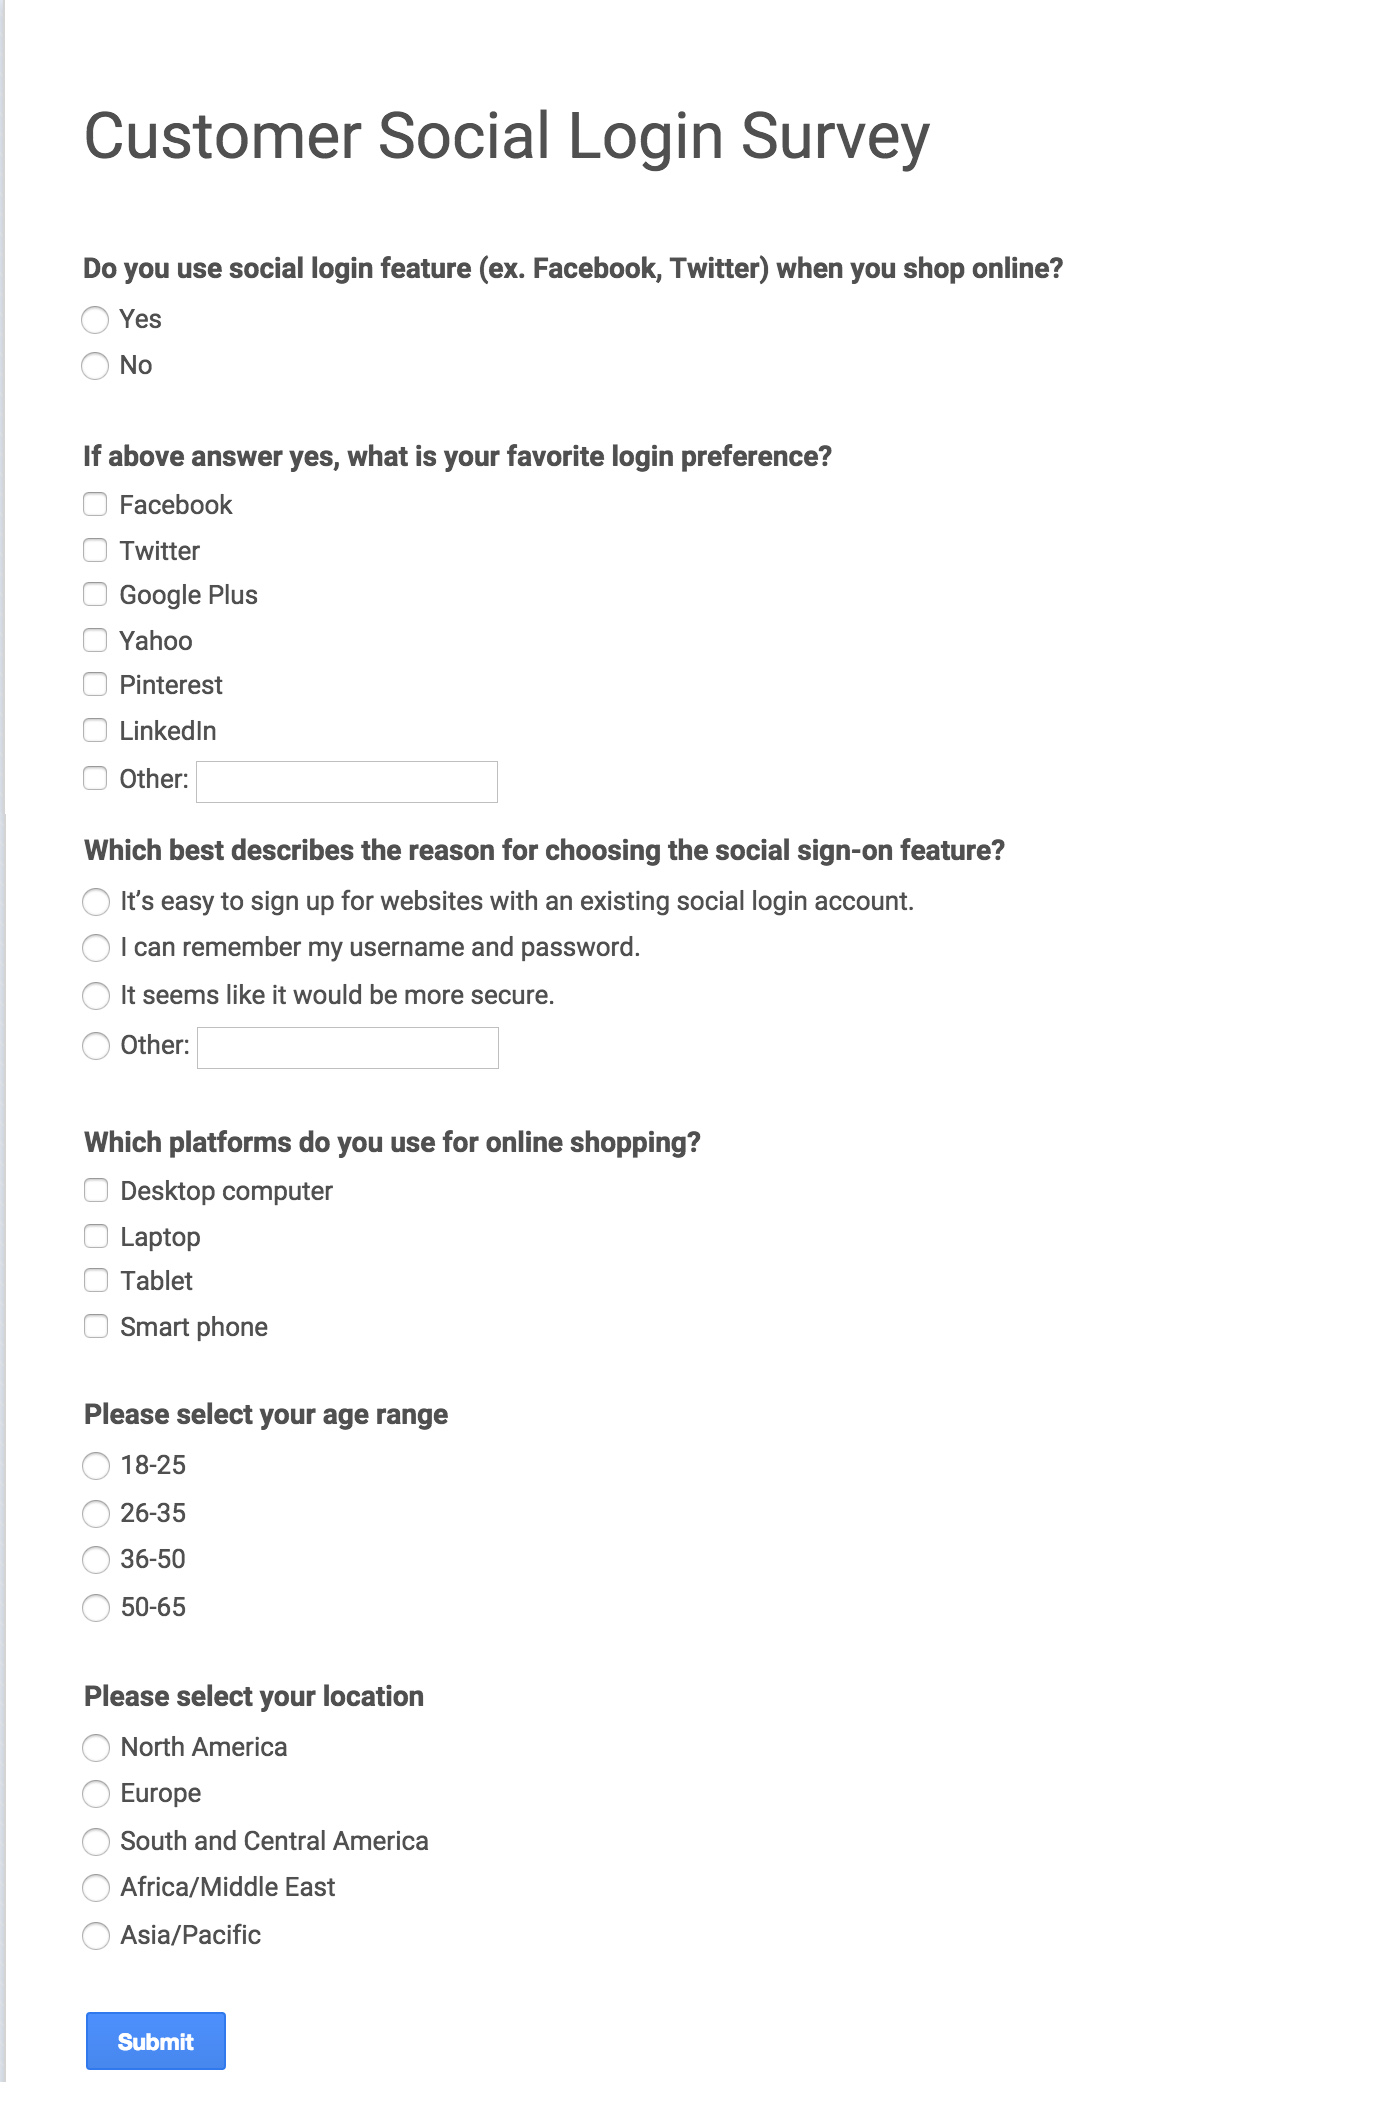 Customer Social Login Survey
Do you use social login feature (ex. Facebook, Twitter) when you shop online?
Yes
No
If above answer yes, what is your favorite login preference?
Facebook
Twitter
Google Plus
Yahoo
Pinterest
LinkedIn
Other:
Which best describes the reason for choosing the social sign-on feature?
It’s easy to sign up for websites with an existing social login account.
I can remember my username and password.
It seems like it would be more secure.
Other:
Which platforms do you use for online shopping?
Desktop computer
Laptop
Tablet
Smart phone
Please select your age range
18-25
26-35
36-50
50-65
Please select your location
North America
Europe
South and Central America
Africa/Middle East
Asia/Pacific
Submit